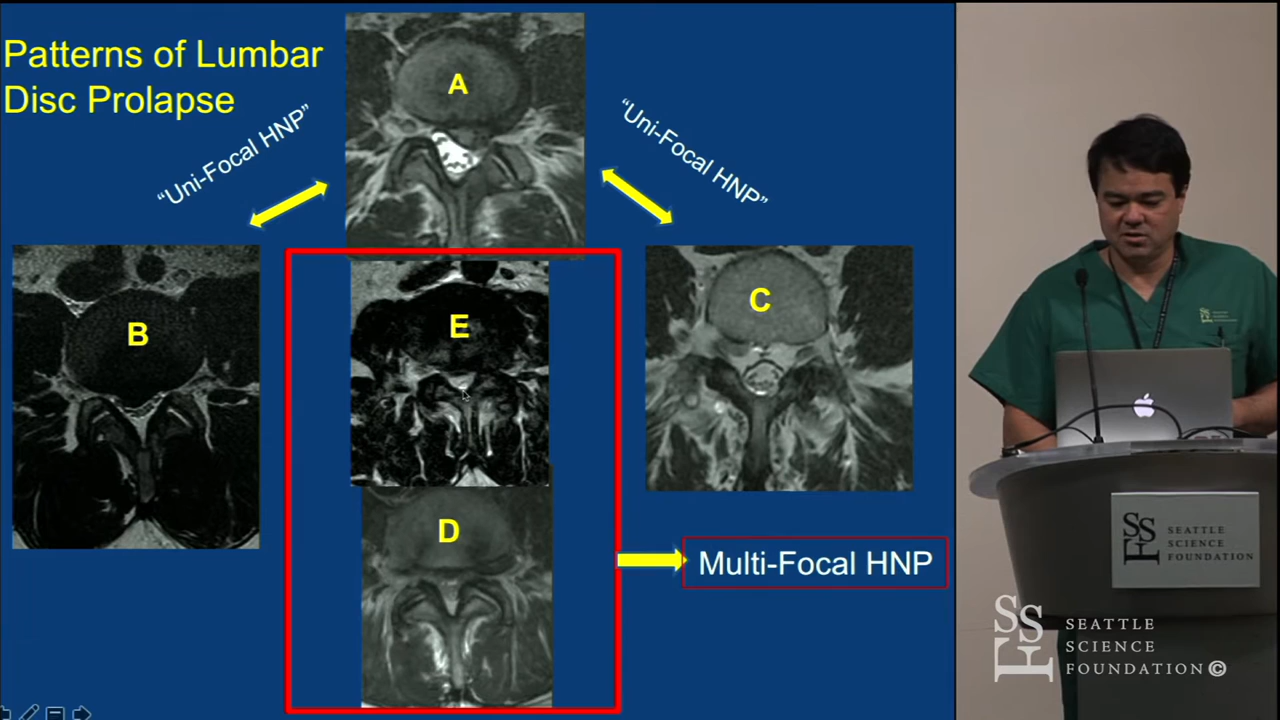 Patterns of Lumbar
Disc Prolapse
"Uni-Focal HNP"
"Uni-Focal HNP"
A
B
E
C
D
Multi-Focal HNP
SEATTLE
SCIENCE
FOUNDATION
SSF
SEATTLE
SCIENCE
FOUNDATION©